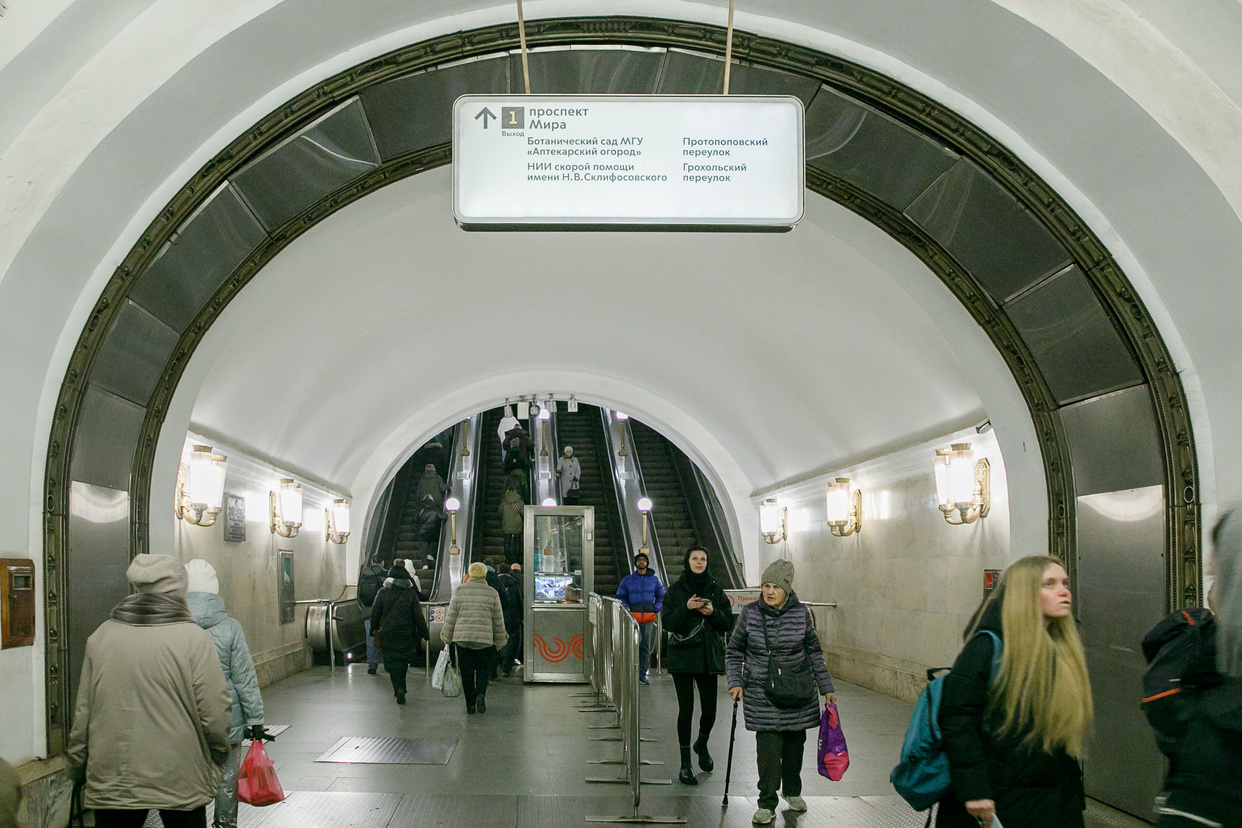 1
Выход
проспект
Мира
Ботанический сад МГУ
«Аптекарский огород»
НИИ скорой помощи
имени Н.В.Склифосовского
Протопоповский
переулок
Грохольский
переулок